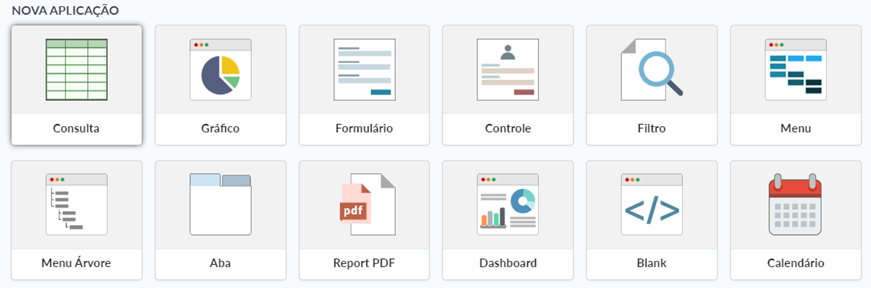 NOVA APLICAÇÃO
Consulta
Gráfico
Formulário
Controle
Filtro
Menu
pdf
</>
Menu Árvore
Aba
Report PDF
Dashboard
Blank
Calendário